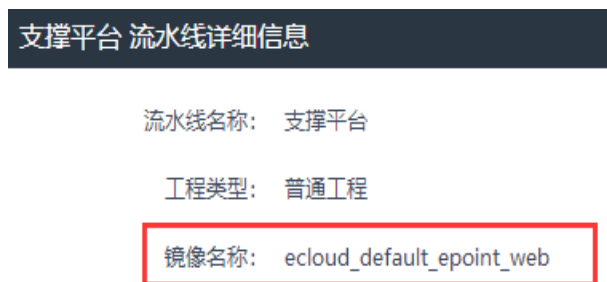 支撑平台 流水线详细信息
流水线名称: 支撑平台
工程类型: 普通工程
镜像名称: ecloud_default_epoint_web